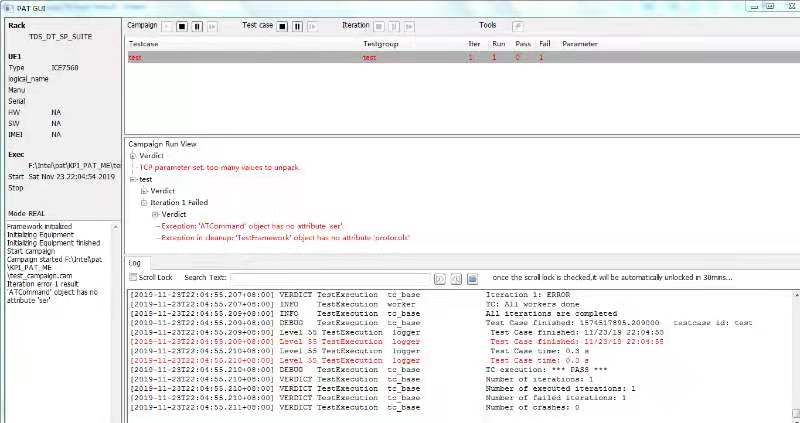 PAT GUI
Rack
TDS_DT_SP_SUITE
UE1
Type ICE7560
logical_name
Manu
Serial
HW NA
SW NA
IMEI NA
Exec
F:\Intel\pat\KPI_PAT_ME\te
Start Sat Nov 23 22:04:54 2019
Stop
Mode REAL
Framework initialized
Initializing Equipment
Initializing Equipment finished
Start campaign
Campaign started F:\Intel\pat
\KPI_PAT_ME
\test_campaign.cam
Iteration error 1 result
'ATCommand' object has no
attribute 'ser'
Campaign Test case Iteration Tools
Testcase Testgroup Iter Run Pass Fail Parameter
test test 1 1 0 1
Campaign Run View
Verdict
TCP parameter set, too many values to unpack
test
Verdict
Iteration 1 Failed
Verdict
Exception: 'ATCommand' object has no attribute 'ser'
Exception in cleanup: 'TestFramework' object has no attribute 'protocols'
Log
Scroll Lock Search Text: once the scroll lock is checked,it will be automatically unlocked in 30mns...
[2019-11-23T22:04:55.207+08:00] VERDICT TestExecution tc_base Iteration 1: ERROR
[2019-11-23T22:04:55.207+08:00] INFO TestExecution worker TC: All workers done
[2019-11-23T22:04:55.209+08:00] INFO TestExecution tc_base All iterations are completed
[2019-11-23T22:04:55.209+08:00] DEBUG TestExecution tc_base Test Case finished: 1574517895.209000 testcase id: test
[2019-11-23T22:04:55.209+08:00] Level 55 TestExecution logger Test Case finished: 11/23/19 22:04:55
[2019-11-23T22:04:55.209+08:00] Level 55 TestExecution logger Test Case finished: 11/23/19 22:04:55
[2019-11-23T22:04:55.210+08:00] Level 55 TestExecution logger Test Case time: 0.3 s
[2019-11-23T22:04:55.210+08:00] Level 55 TestExecution logger Test Case time: 0.3 s
[2019-11-23T22:04:55.210+08:00] DEBUG TestExecution tc_base TC execution: *** PASS ***
[2019-11-23T22:04:55.210+08:00] VERDICT TestExecution tc_base Number of iterations: 1
[2019-11-23T22:04:55.210+08:00] VERDICT TestExecution tc_base Number of executed iterations: 1
[2019-11-23T22:04:55.210+08:00] VERDICT TestExecution tc_base Number of failed iterations: 1
[2019-11-23T22:04:55.211+08:00] VERDICT TestExecution tc_base Number of crashes: 0